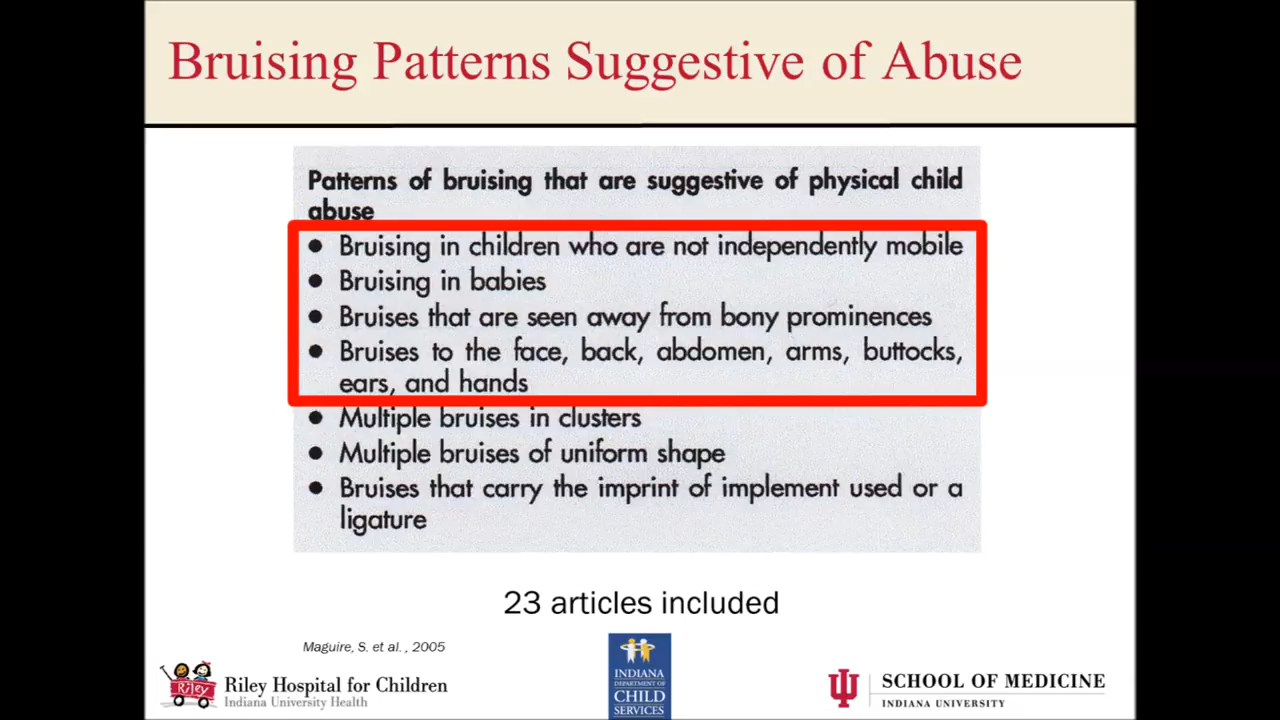 Bruising Patterns Suggestive of Abuse
Patterns of bruising that are suggestive of physical child
abuse
• Bruising in children who are not independently mobile
• Bruising in babies
• Bruises that are seen away from bony prominences
• Bruises to the face, back, abdomen, arms, buttocks,
ears, and hands
• Multiple bruises in clusters
• Multiple bruises of uniform shape
• Bruises that carry the imprint of implement used or a
ligature
23 articles included
Maguire, S. et al. , 2005
Riley
Riley Hospital for Children
Indiana University Health
INDIANA
DEPARTMENT OF
CHILD
SERVICES
SCHOOL OF MEDICINE
INDIANA UNIVERSITY